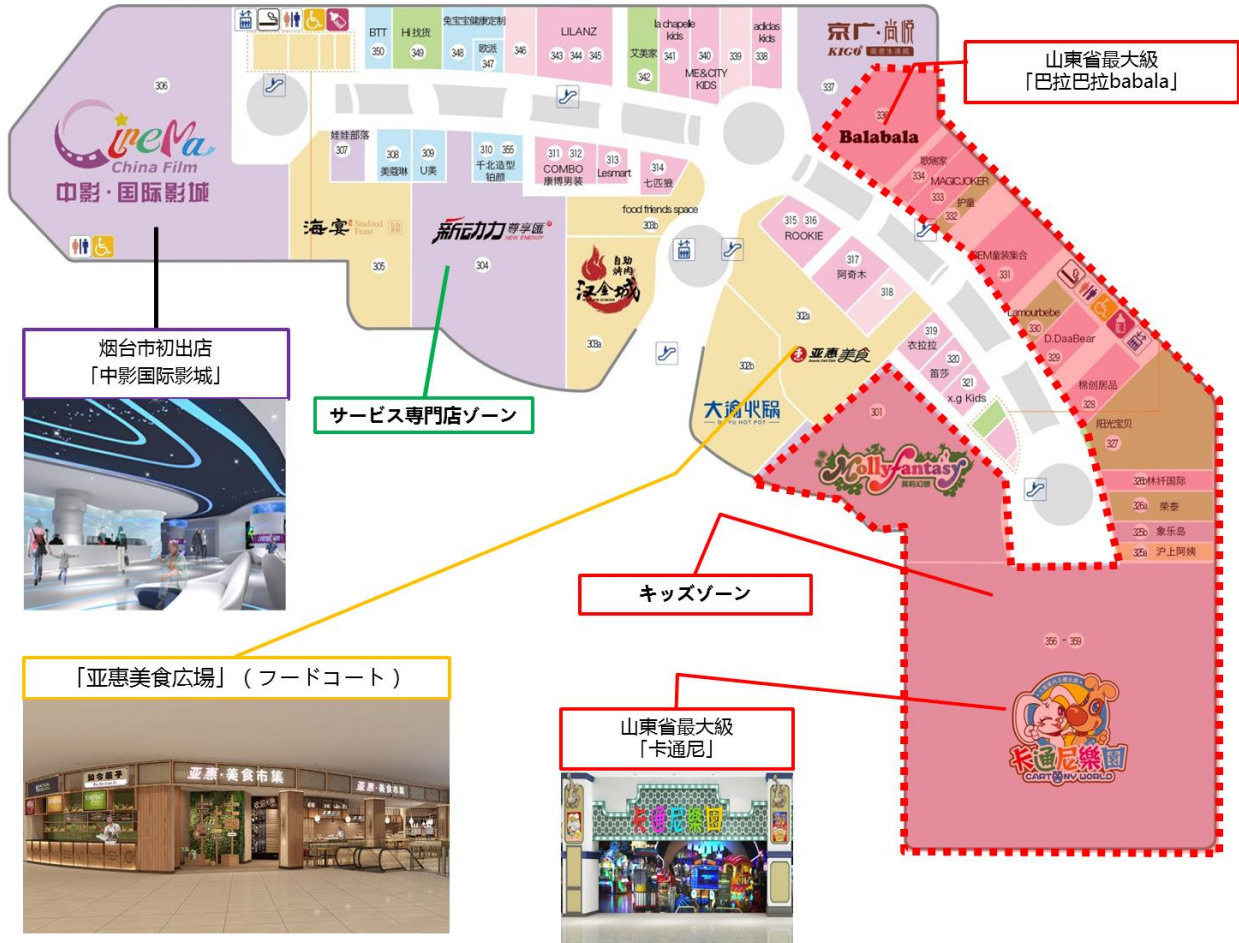 306
CineMa
China Film
中影·国际影城
BTT
350
Hi找货
349
兔宝宝健康定制
348
欧派
347
346
LILANZ
343 344 345
艾美家
342
la chapelle
kids
341
340
ME&CITY
KIDS
339
adidas
kids
338
京广·尚悦
KIGO
337
山東省最大級
「巴拉巴拉babala」
336
Balabala
歌瑞家
334
MAGICJOKER
333
护童
332
SEM童装集合
331
Lamourbebe
330
D.DaaBear
329
棉创居品
328
阳光宝贝
327
326b 林纤国际
326a 荣泰
325b 象乐岛
325a 沪上阿姨
娃娃部落
307
308
美蔻琳
309
U美
310 355
千北造型
铂颜
311 312
COMBO
康博男装
313
Lesmart
314
七匹狼
海宴 Seafood
Feast
305
新动力 尊享匯
NEW ENERGY
304
food friends space
303b
自助
烤肉
汉金城
303a
315 316
ROOKIE
317
阿奇木
318
302a
亚惠美食
302b
大渝火锅
DAYU HOT POT
319
衣拉拉
320
笛莎
321
x.g Kids
301
Mollyfantasy
莫莉幻想
356 - 359
卡通尼樂園
CARTOONY WORLD
烟台市初出店
「中影国际影城」
サービス専門店ゾーン
キッズゾーン
「亚惠美食広場」(フードコート)
亚惠·美食市集
亚惠·美食市集
山東省最大級
「卡通尼」
卡通尼樂園